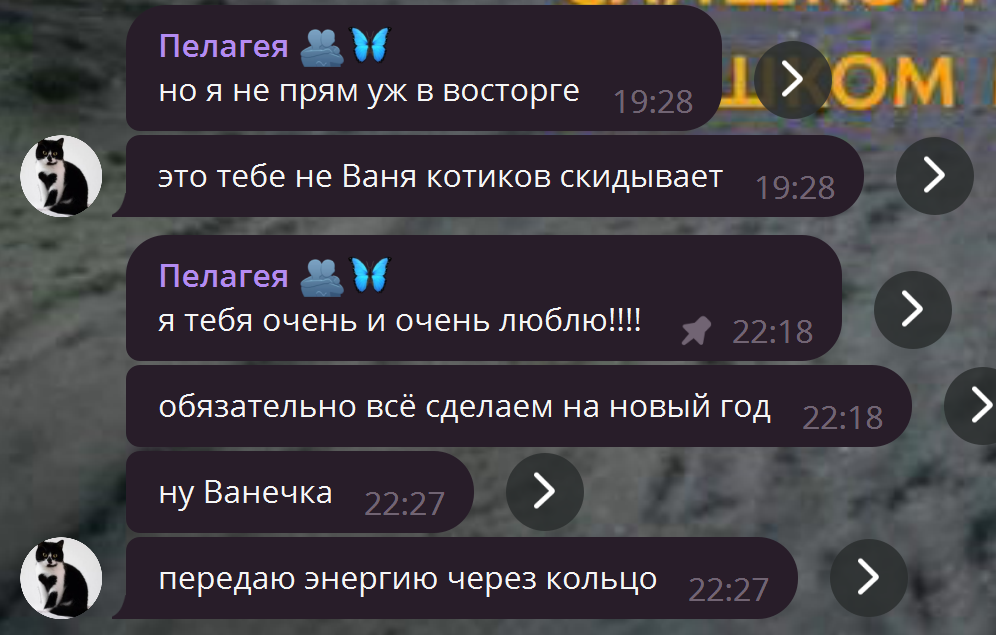 ШКОМ
Пелагея 🫂🦋
но я не прям уж в восторге 19:28
это тебе не Ваня котиков скидывает 19:28
Пелагея 🫂🦋
я тебя очень и очень люблю!!!! 22:18
обязательно всё сделаем на новый год 22:18
ну Ванечка 22:27
передаю энергию через кольцо 22:27